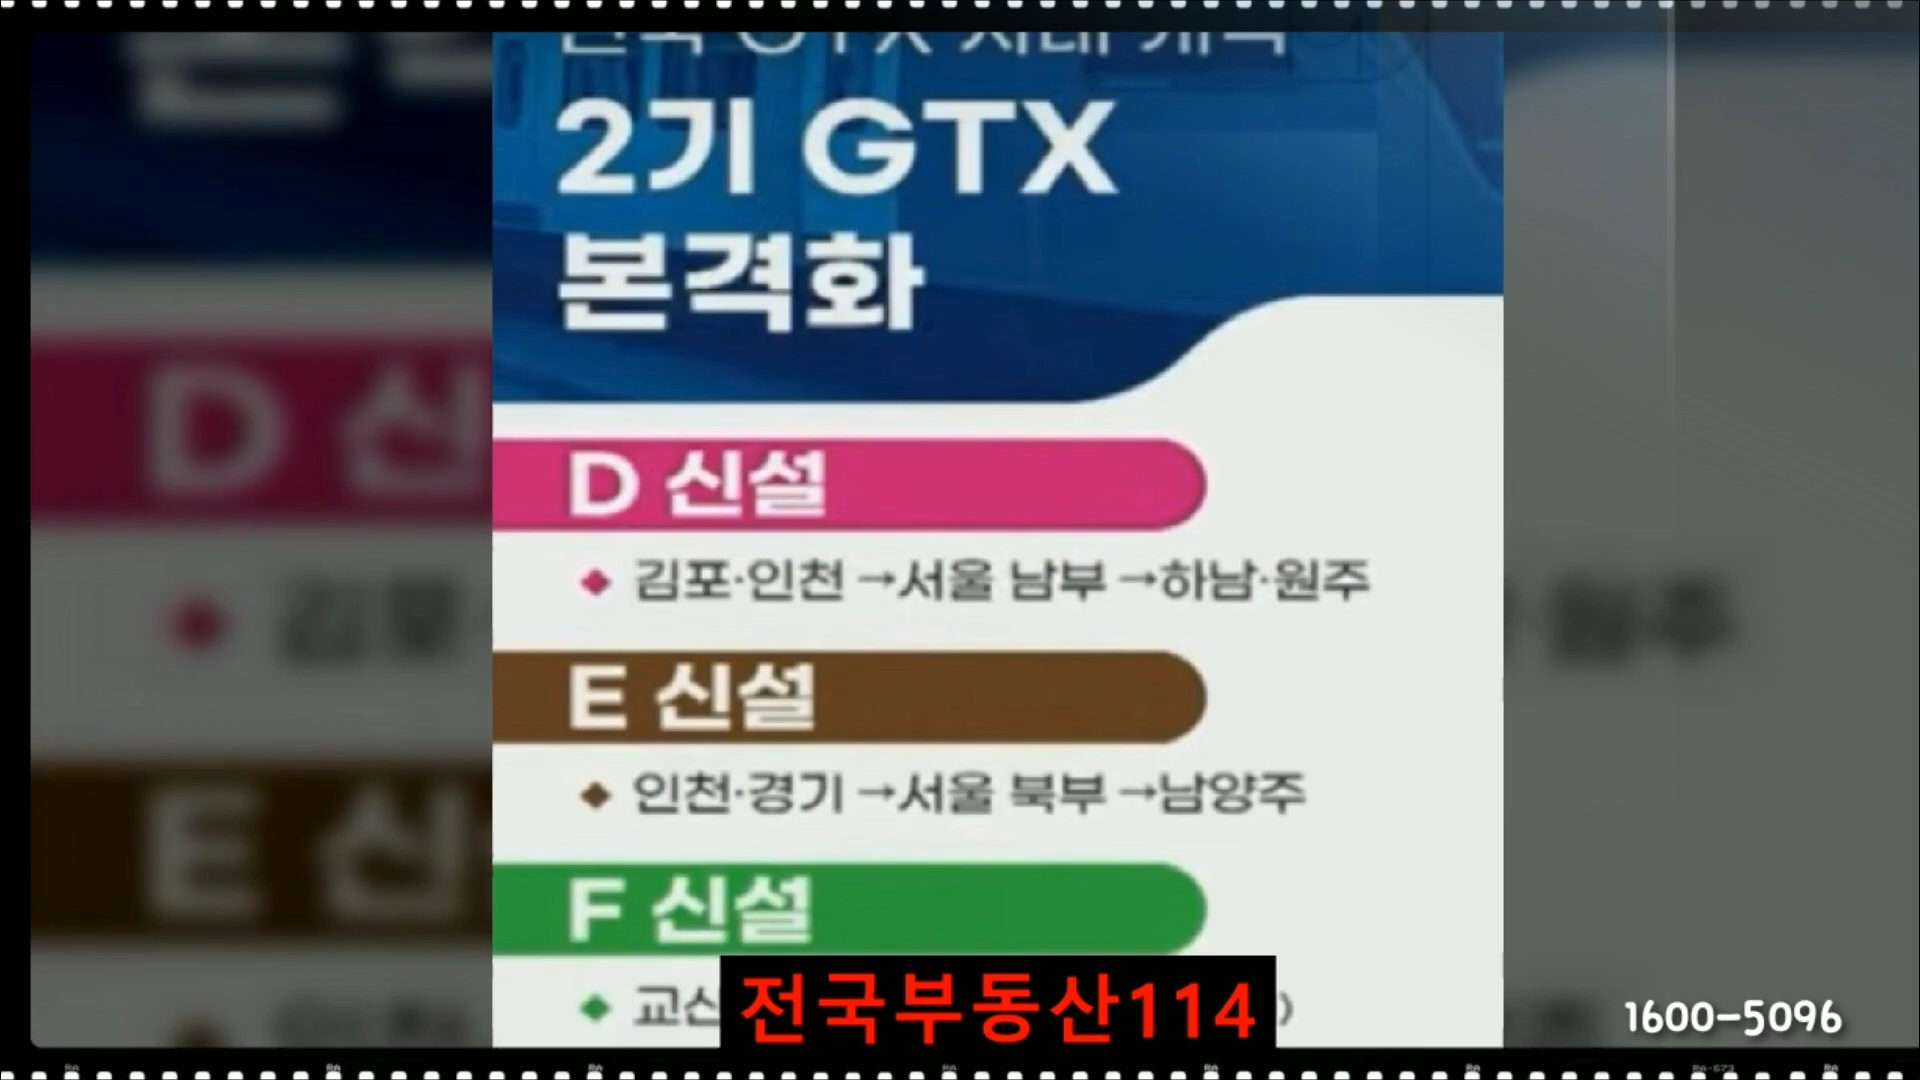 2기 GTX
본격화
D 신설
◆ 김포·인천→서울 남부→하남·원주
E 신설
◆ 인천·경기→서울 북부→남양주
F 신설
◆ 교산
전국부동산114
1600-5096